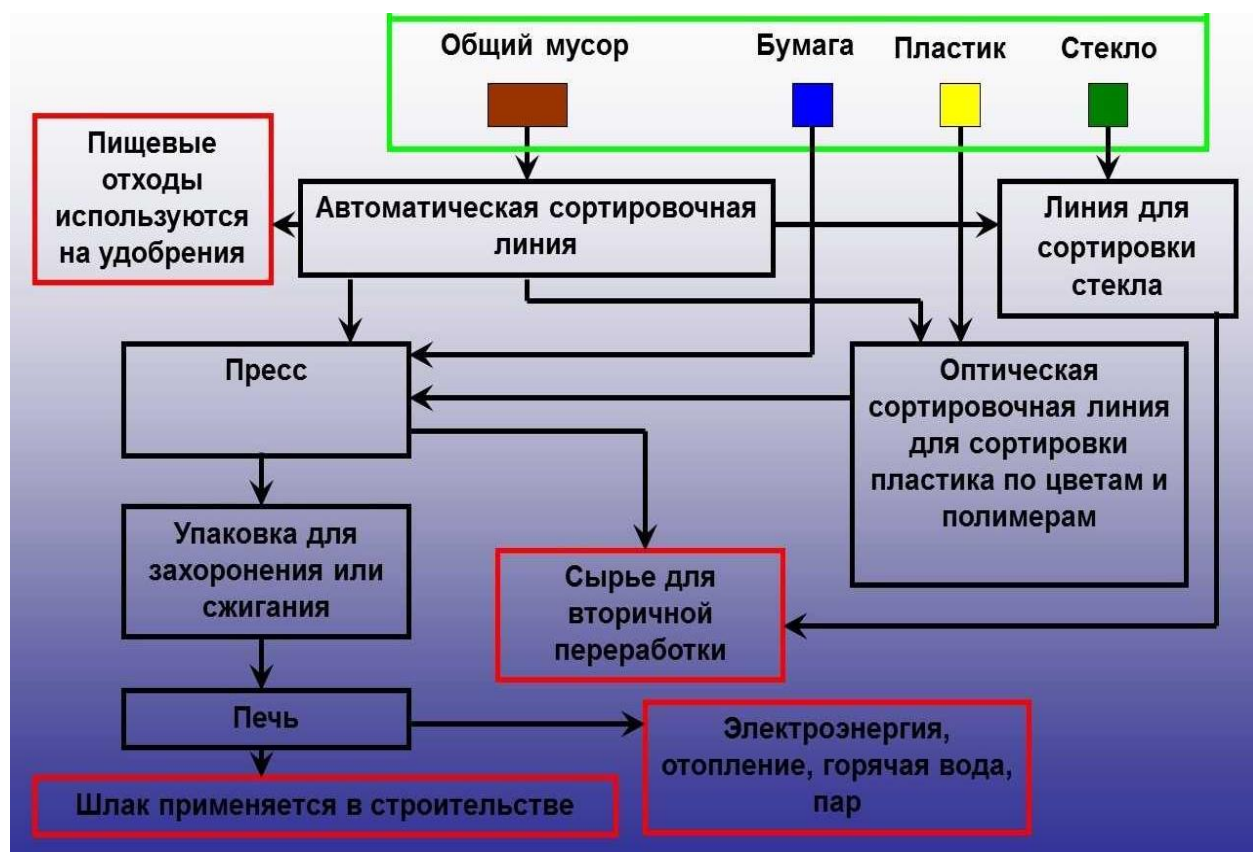 Общий мусор
Бумага
Пластик
Стекло
Пищевые
отходы
используются
на удобрения
Автоматическая сортировочная
линия
Линия для
сортировки
стекла
Пресс
Оптическая
сортировочная линия
для сортировки
пластика по цветам и
полимерам
Упаковка для
захоронения или
сжигания
Сырье для
вторичной
переработки
Печь
Электроэнергия,
отопление, горячая вода,
пар
Шлак применяется в строительстве